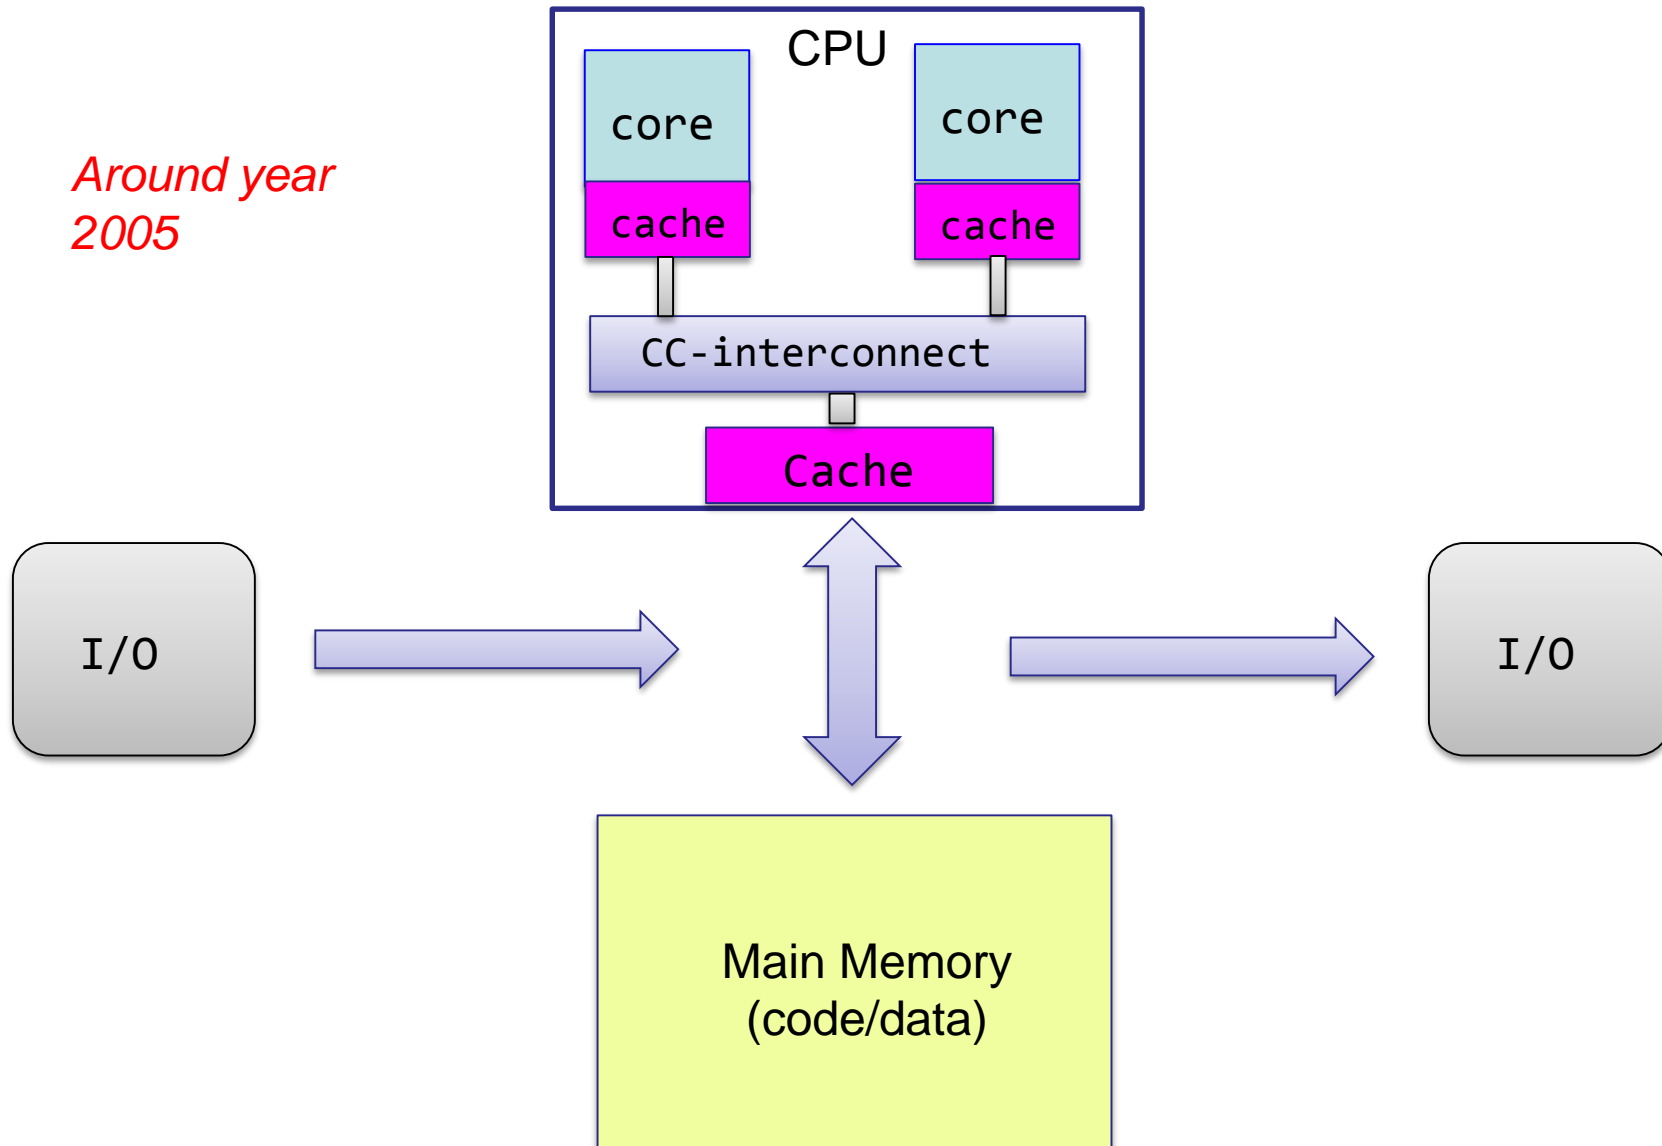 CPU
core
core
Around year
2005
cache
cache
CC-interconnect
Cache
I/O
I/O
Main Memory
(code/data)